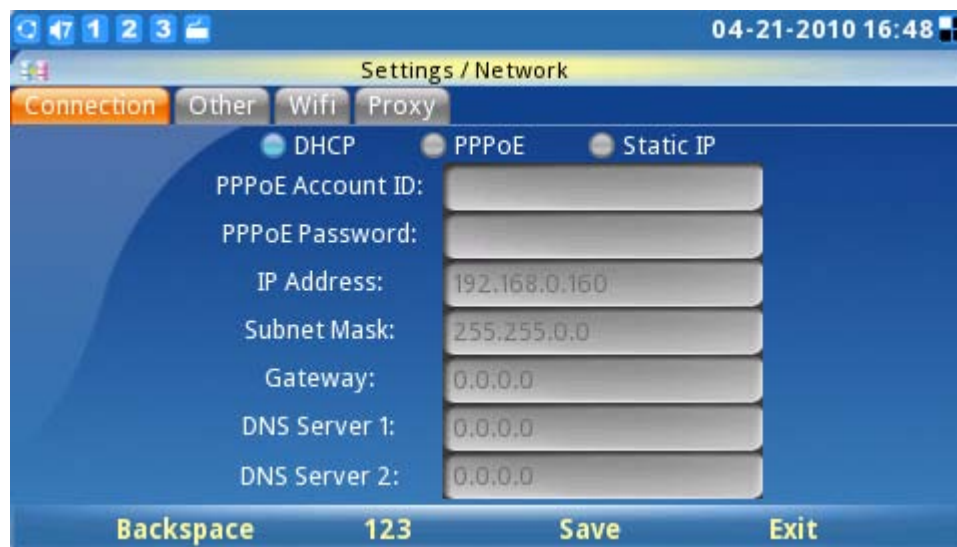 7 1 2 3 04-21-2010 16:48
Settings / Network
Connection Other Wifi Proxy
DHCP PPPoE Static IP
PPPoE Account ID:
PPPoE Password:
IP Address: 192.168.0.160
Subnet Mask: 255.255.0.0
Gateway: 0.0.0.0
DNS Server 1: 0.0.0.0
DNS Server 2: 0.0.0.0
Backspace 123 Save Exit